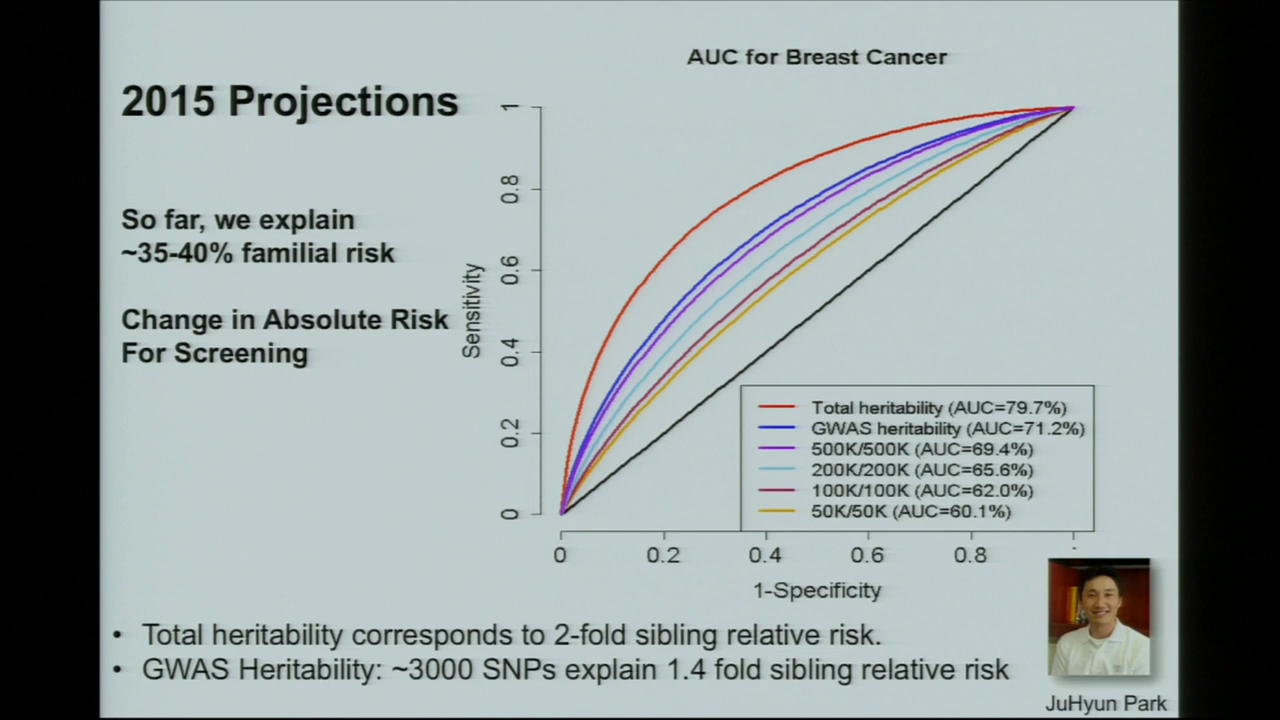 2015 Projections
So far, we explain
~35-40% familial risk
Change in Absolute Risk
For Screening
AUC for Breast Cancer
Sensitivity
1
0.8
0.6
0.4
0.2
0
Total heritability (AUC=79.7%)
GWAS heritability (AUC=71.2%)
500K/500K (AUC=69.4%)
200K/200K (AUC=65.6%)
100K/100K (AUC=62.0%)
50K/50K (AUC=60.1%)
0 0.2 0.4 0.6 0.8
1-Specificity
• Total heritability corresponds to 2-fold sibling relative risk.
• GWAS Heritability: ~3000 SNPs explain 1.4 fold sibling relative risk
JuHyun Park